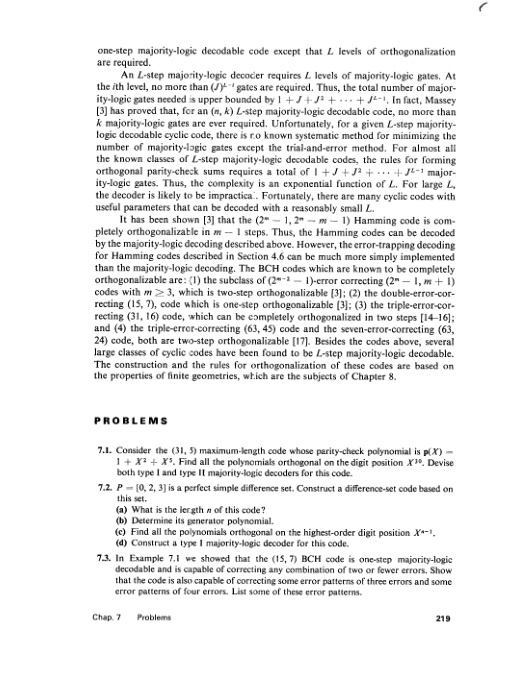 one-step majority-logic decodable code except that L levels of orthogonalization
are required.
An L-step majority-logic decoder requires L levels of majority-logic gates. At
the ith level, no more than (J)ᴸ⁻ⁱ gates are required. Thus, the total number of major-
ity-logic gates needed is upper bounded by 1 + J + J² + ··· + Jᴸ⁻¹. In fact, Massey
[3] has proved that, for an (n, k) L-step majority-logic decodable code, no more than
k majority-logic gates are ever required. Unfortunately, for a given L-step majority-
logic decodable cyclic code, there is no known systematic method for minimizing the
number of majority-logic gates except the trial-and-error method. For almost all
the known classes of L-step majority-logic decodable codes, the rules for forming
orthogonal parity-check sums requires a total of 1 + J + J² + ··· + Jᴸ⁻¹ major-
ity-logic gates. Thus, the complexity is an exponential function of L. For large L,
the decoder is likely to be impractical. Fortunately, there are many cyclic codes with
useful parameters that can be decoded with a reasonably small L.
It has been shown [3] that the (2ᵐ − 1, 2ᵐ − m − 1) Hamming code is com-
pletely orthogonalizable in m − 1 steps. Thus, the Hamming codes can be decoded
by the majority-logic decoding described above. However, the error-trapping decoding
for Hamming codes described in Section 4.6 can be much more simply implemented
than the majority-logic decoding. The BCH codes which are known to be completely
orthogonalizable are: (1) the subclass of (2ᵐ⁻² − 1)-error correcting (2ᵐ − 1, m + 1)
codes with m ≥ 3, which is two-step orthogonalizable [3]; (2) the double-error-cor-
recting (15, 7), code which is one-step orthogonalizable [3]; (3) the triple-error-cor-
recting (31, 16) code, which can be completely orthogonalized in two steps [14–16];
and (4) the triple-error-correcting (63, 45) code and the seven-error-correcting (63,
24) code, both are two-step orthogonalizable [17]. Besides the codes above, several
large classes of cyclic codes have been found to be L-step majority-logic decodable.
The construction and the rules for orthogonalization of these codes are based on
the properties of finite geometries, which are the subjects of Chapter 8.
PROBLEMS
7.1. Consider the (31, 5) maximum-length code whose parity-check polynomial is p(X) =
1 + X² + X⁵. Find all the polynomials orthogonal on the digit position X³⁰. Devise
both type I and type II majority-logic decoders for this code.
7.2. P = {0, 2, 3} is a perfect simple difference set. Construct a difference-set code based on
this set.
(a) What is the length n of this code?
(b) Determine its generator polynomial.
(c) Find all the polynomials orthogonal on the highest-order digit position Xⁿ⁻¹.
(d) Construct a type I majority-logic decoder for this code.
7.3. In Example 7.1 we showed that the (15, 7) BCH code is one-step majority-logic
decodable and is capable of correcting any combination of two or fewer errors. Show
that the code is also capable of correcting some error patterns of three errors and some
error patterns of four errors. List some of these error patterns.
Chap. 7 Problems 219